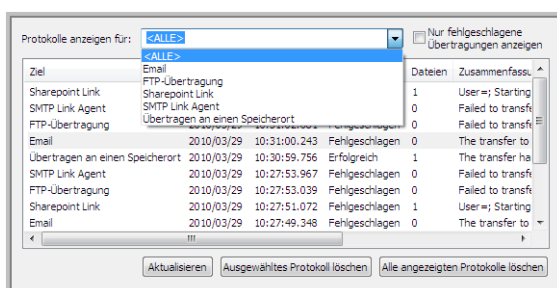 Protokolle anzeigen für: <ALLE> Nur fehlgeschlagene
Übertragungen anzeigen
<ALLE>
Email
FTP-Übertragung
Sharepoint Link
SMTP Link Agent
Übertragen an einen Speicherort
Ziel Dateien Zusammenfassu
Sharepoint Link 1 User=; Starting
SMTP Link Agent 0 Failed to transfe
FTP-Übertragung 0 Failed to transfe
Email 2010/03/29 10:31:00.243 Fehlgeschlagen 0 The transfer to
Übertragen an einen Speicherort 2010/03/29 10:30:59.756 Erfolgreich 1 The transfer ha
SMTP Link Agent 2010/03/29 10:27:53.967 Fehlgeschlagen 0 Failed to transfe
FTP-Übertragung 2010/03/29 10:27:53.039 Fehlgeschlagen 0 Failed to transfe
Sharepoint Link 2010/03/29 10:27:51.072 Fehlgeschlagen 1 User=; Starting
Email 2010/03/29 10:27:49.348 Fehlgeschlagen 0 The transfer to
Aktualisieren Ausgewähltes Protokoll löschen Alle angezeigten Protokolle löschen